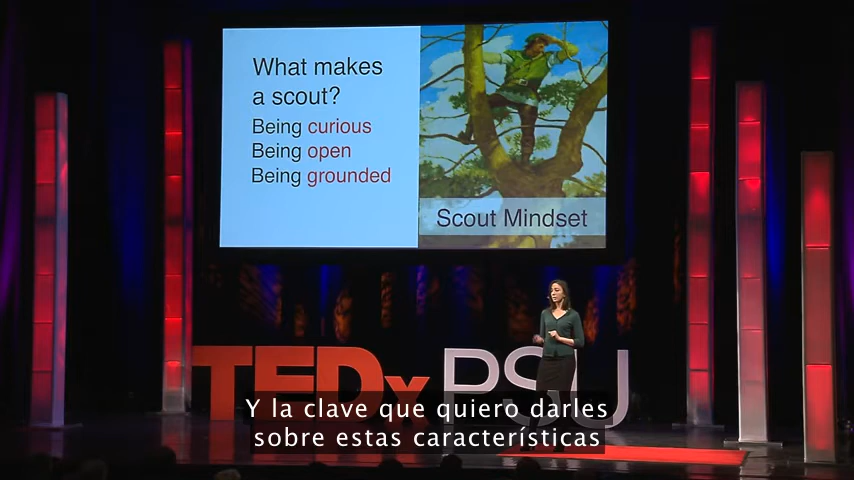 What makes
a scout?
Being curious
Being open
Being grounded
Scout Mindset
TEDxPSU
Y la clave que quiero darles
sobre estas características